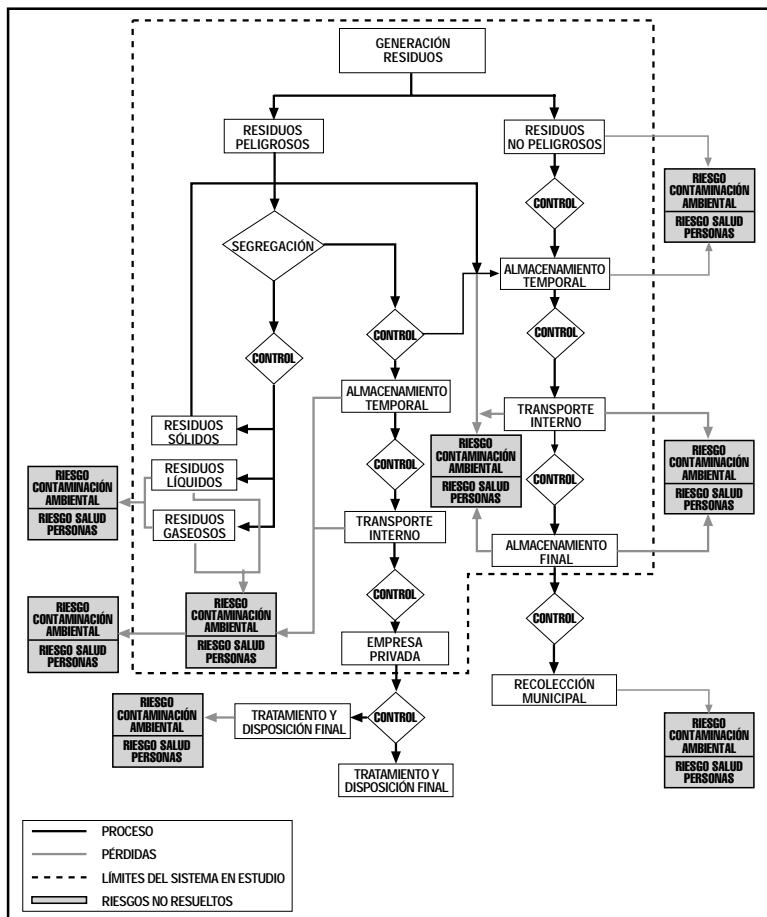 GENERACIÓN
RESIDUOS
RESIDUOS
PELIGROSOS
RESIDUOS
NO PELIGROSOS
RIESGO
CONTAMINACIÓN
AMBIENTAL
RIESGO SALUD
PERSONAS
CONTROL
SEGREGACIÓN
ALMACENAMIENTO
TEMPORAL
CONTROL
CONTROL
CONTROL
ALMACENAMIENTO
TEMPORAL
TRANSPORTE
INTERNO
RESIDUOS
SÓLIDOS
RIESGO
CONTAMINACIÓN
AMBIENTAL
RIESGO SALUD
PERSONAS
RIESGO
CONTAMINACIÓN
AMBIENTAL
RIESGO SALUD
PERSONAS
CONTROL
CONTROL
RESIDUOS
LÍQUIDOS
RIESGO
CONTAMINACIÓN
AMBIENTAL
RIESGO SALUD
PERSONAS
RESIDUOS
GASEOSOS
TRANSPORTE
INTERNO
ALMACENAMIENTO
FINAL
CONTROL
CONTROL
RIESGO
CONTAMINACIÓN
AMBIENTAL
RIESGO SALUD
PERSONAS
RIESGO
CONTAMINACIÓN
AMBIENTAL
RIESGO SALUD
PERSONAS
EMPRESA
PRIVADA
RECOLECCIÓN
MUNICIPAL
RIESGO
CONTAMINACIÓN
AMBIENTAL
RIESGO SALUD
PERSONAS
TRATAMIENTO Y
DISPOSICIÓN FINAL
CONTROL
RIESGO
CONTAMINACIÓN
AMBIENTAL
RIESGO SALUD
PERSONAS
TRATAMIENTO Y
DISPOSICIÓN FINAL
PROCESO
PÉRDIDAS
LÍMITES DEL SISTEMA EN ESTUDIO
RIESGOS NO RESUELTOS